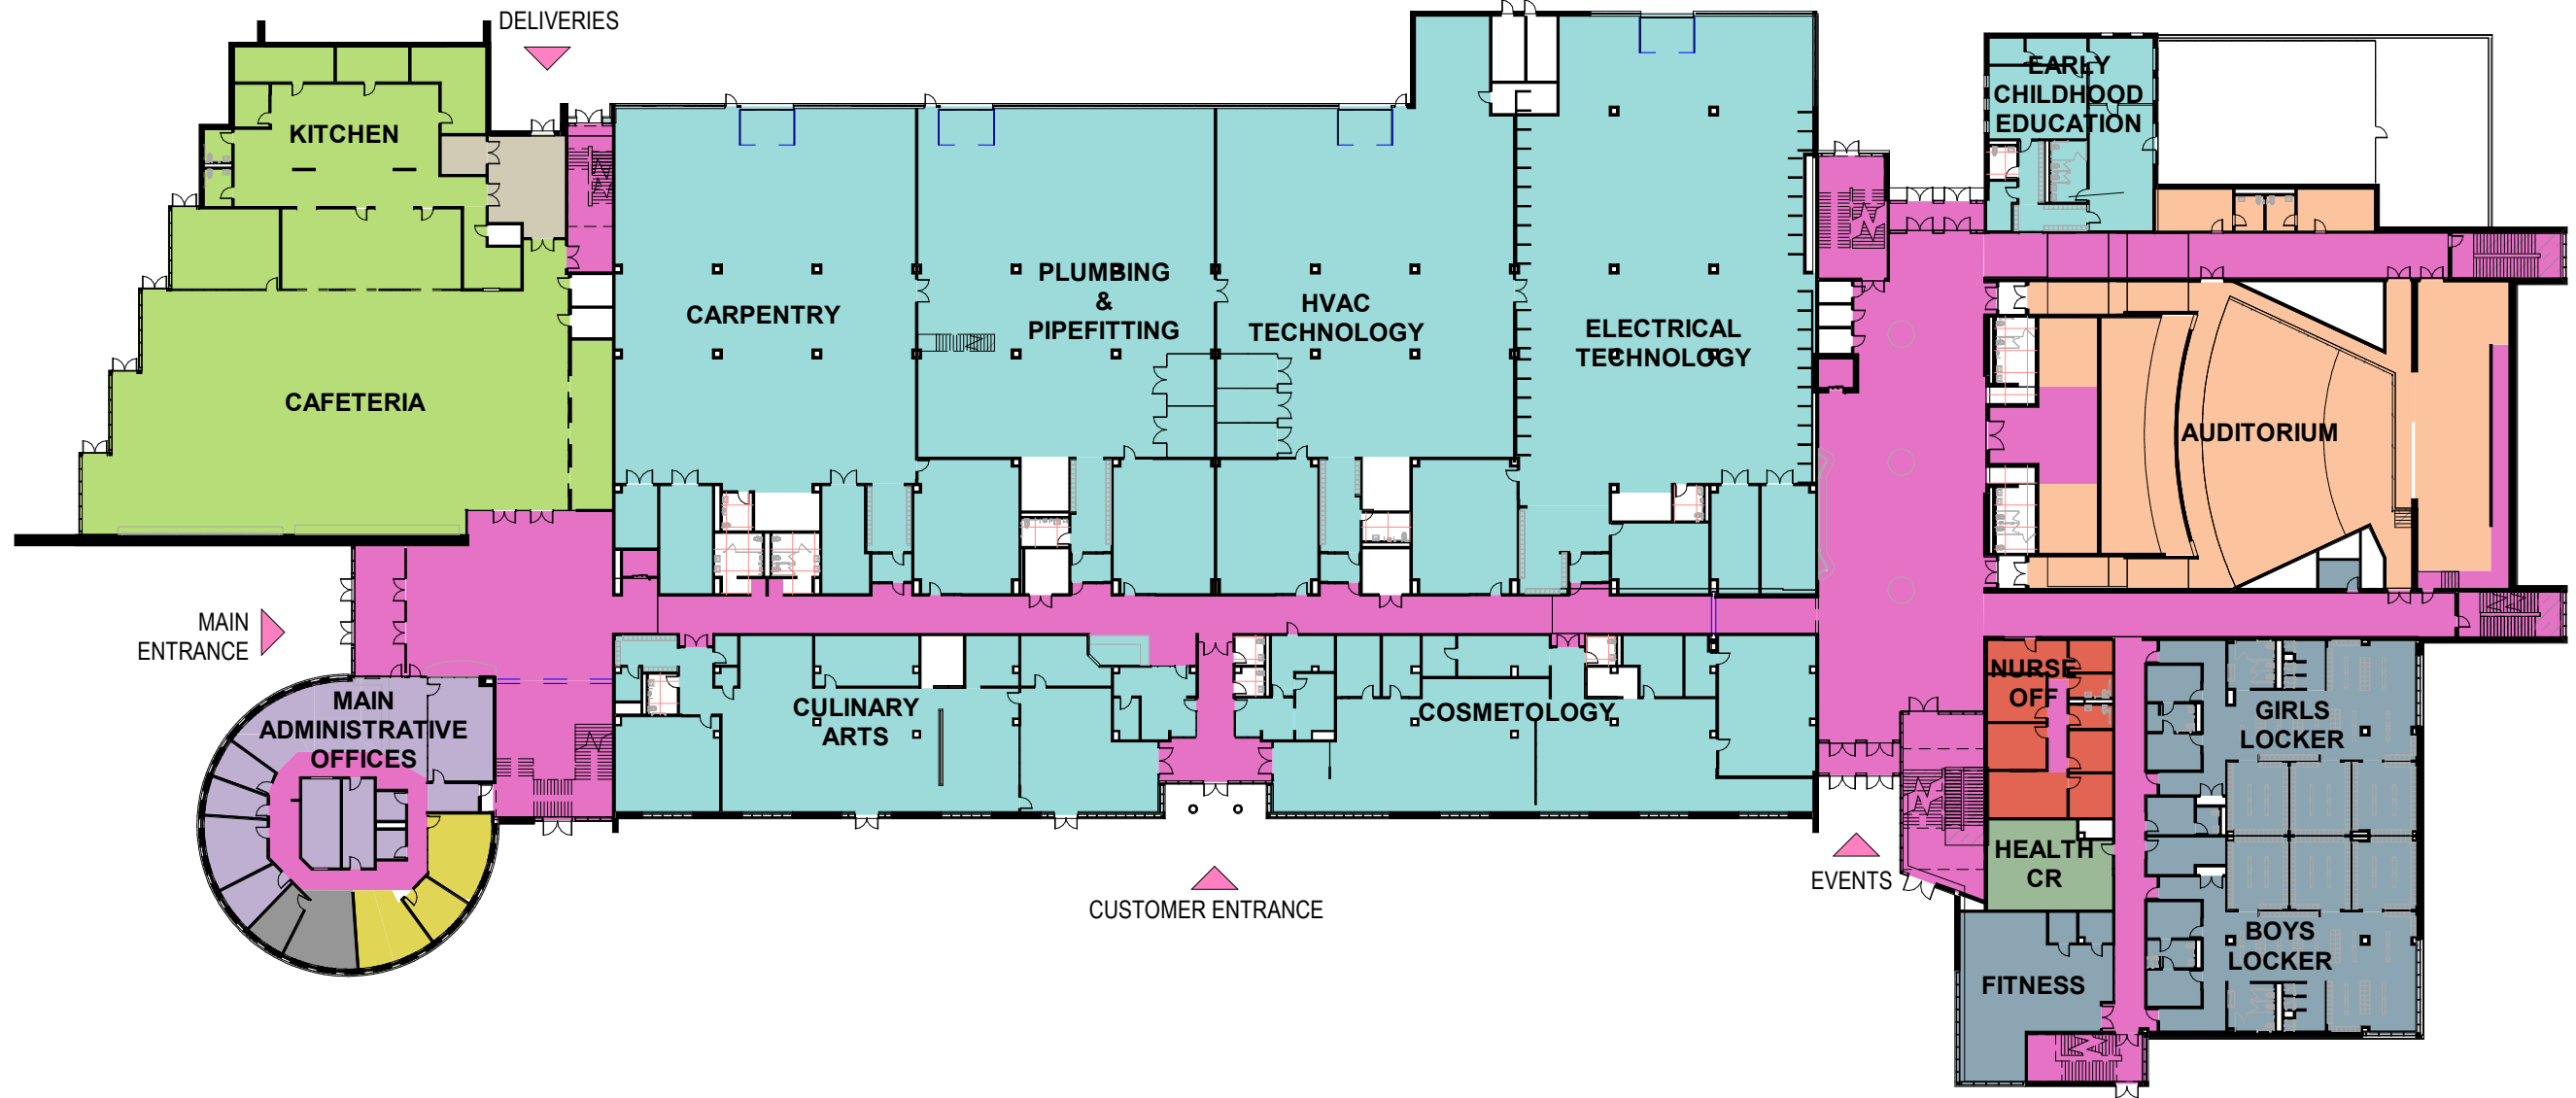 DELIVERIES
KITCHEN
CAFETERIA
MAIN
ENTRANCE
MAIN
ADMINISTRATIVE
OFFICES
CARPENTRY
PLUMBING
&
PIPEFITTING
HVAC
TECHNOLOGY
ELECTRICAL
TECHNOLOGY
EARLY
CHILDHOOD
EDUCATION
AUDITORIUM
CULINARY
ARTS
COSMETOLOGY
CUSTOMER ENTRANCE
EVENTS
NURSE
OFF
HEALTH
CR
FITNESS
GIRLS
LOCKER
BOYS
LOCKER